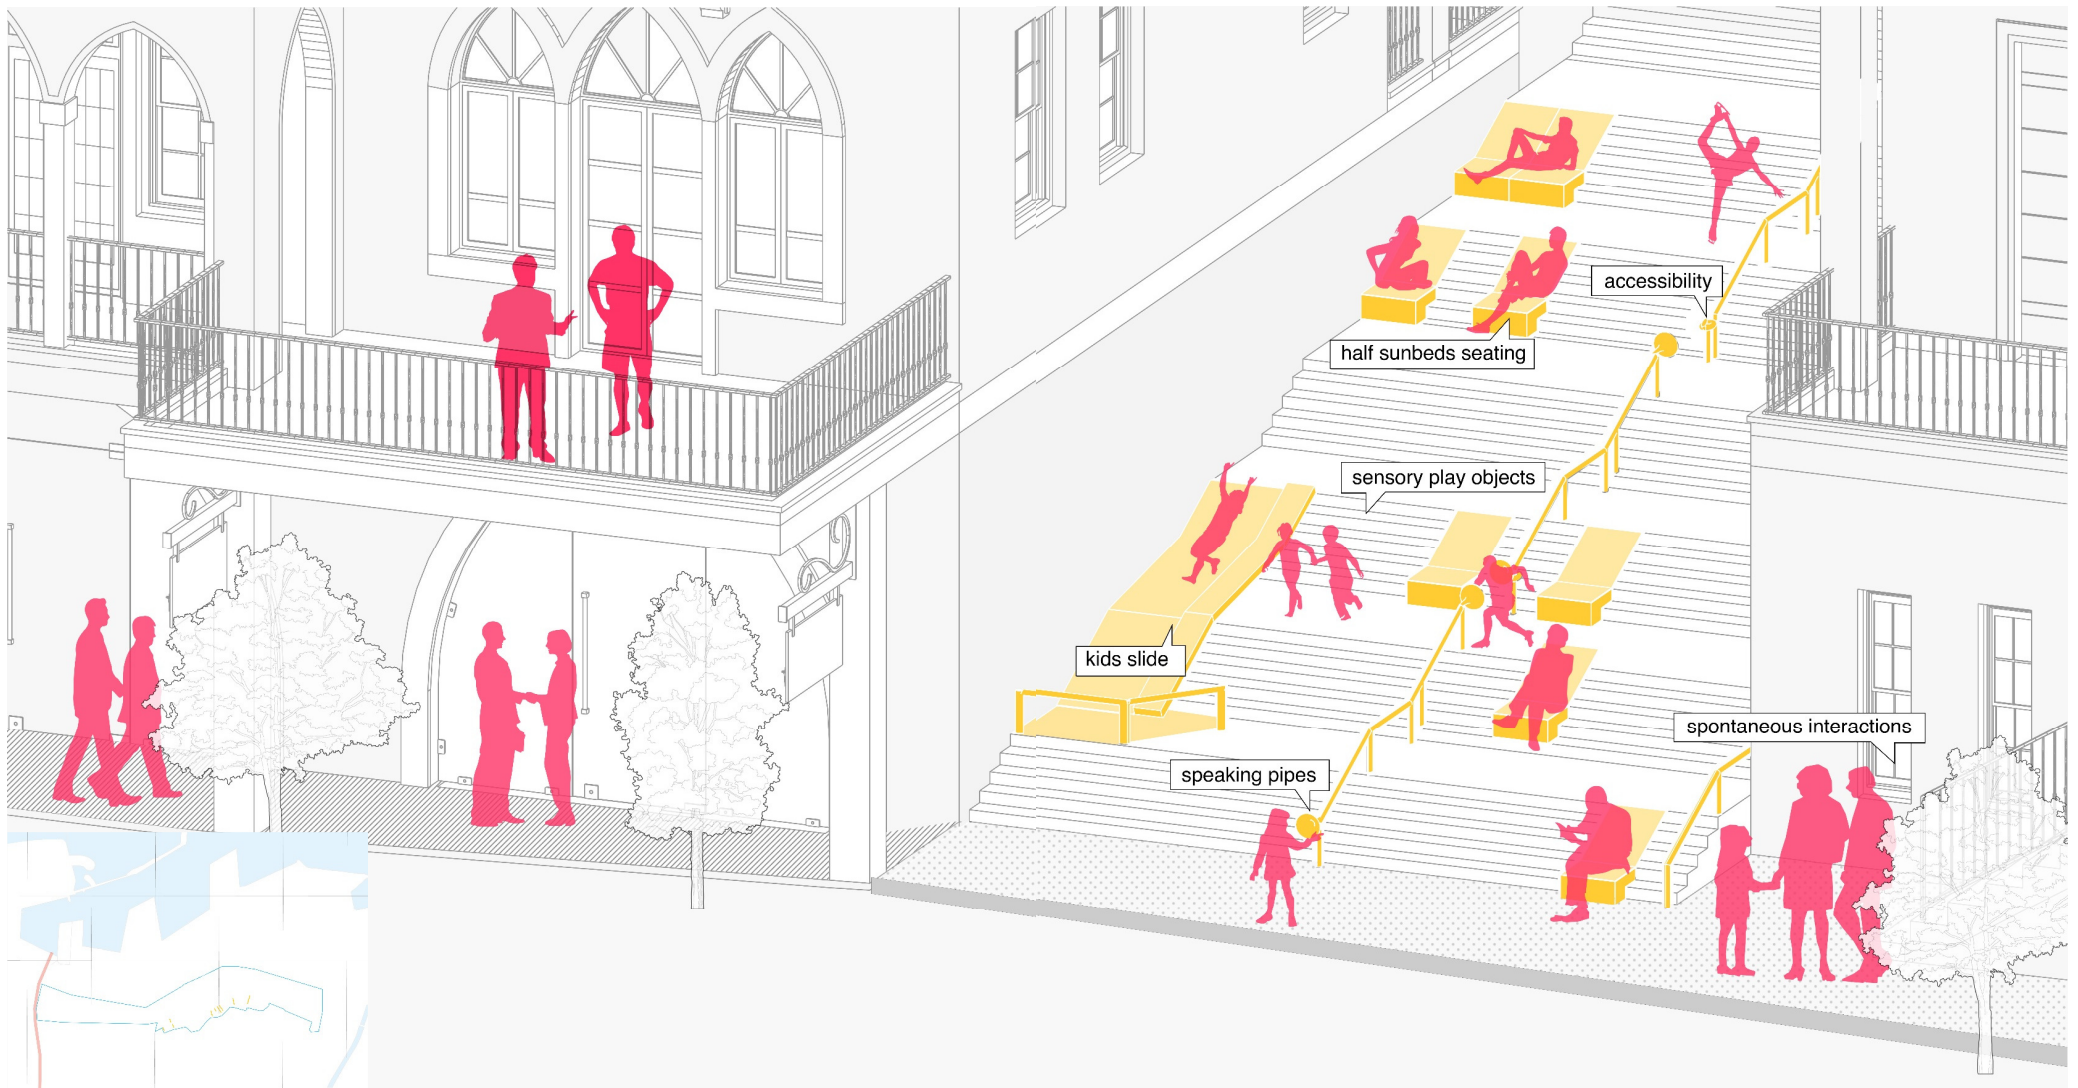 accessibility
half sunbeds seating
sensory play objects
kids slide
spontaneous interactions
speaking pipes